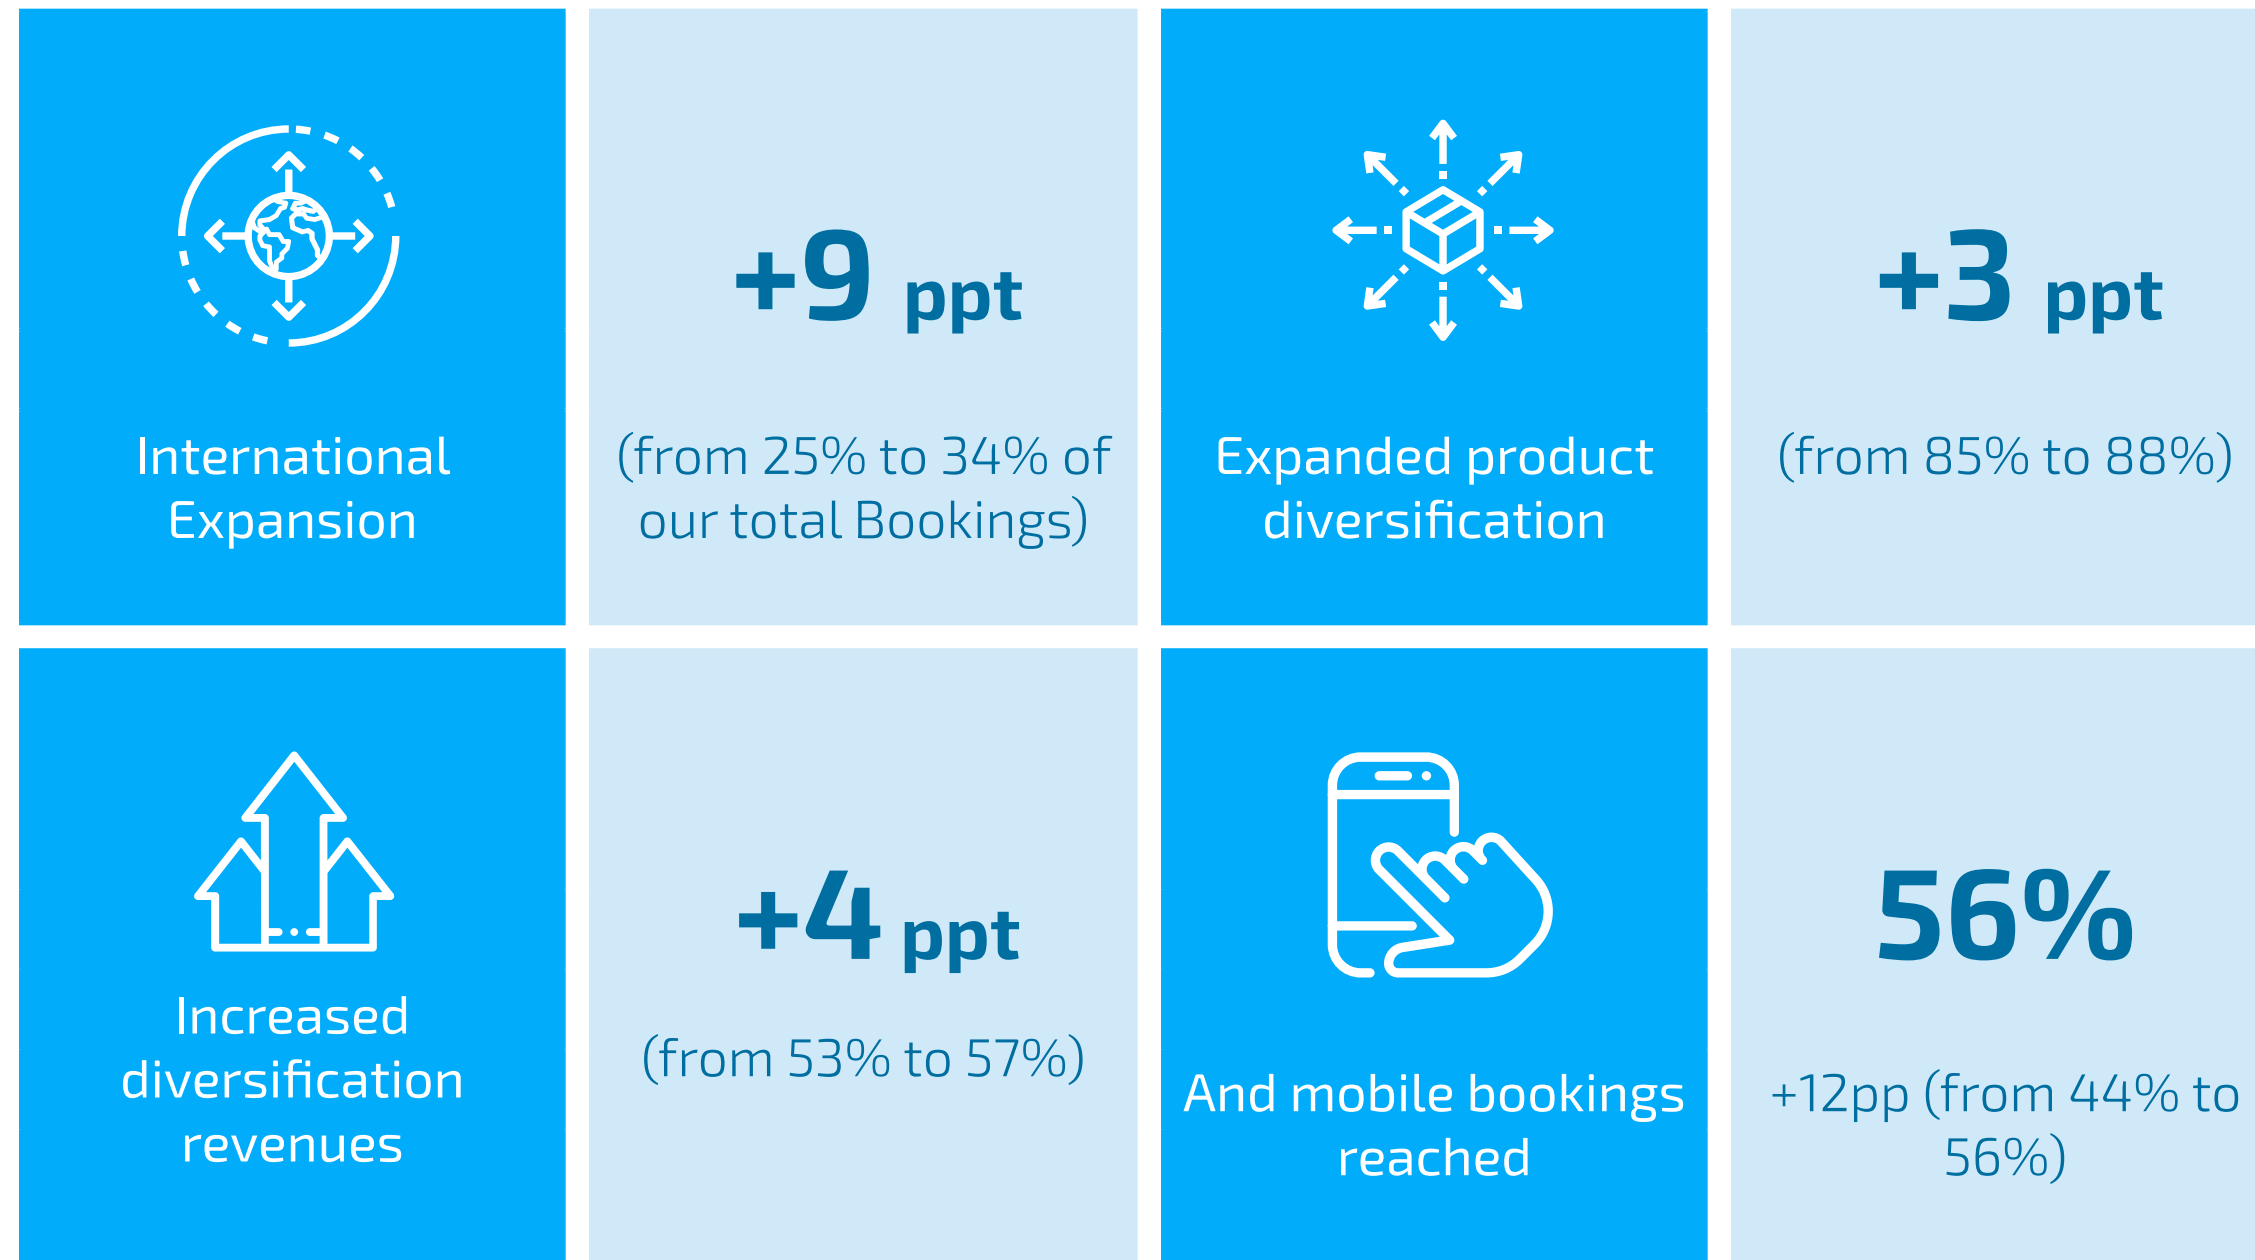 International
Expansion
+9 ppt
(from 25% to 34% of
our total Bookings)
Expanded product
diversification
+3 ppt
(from 85% to 88%)
Increased
diversification
revenues
+4 ppt
(from 53% to 57%)
And mobile bookings
reached
56%
+12pp (from 44% to
56%)